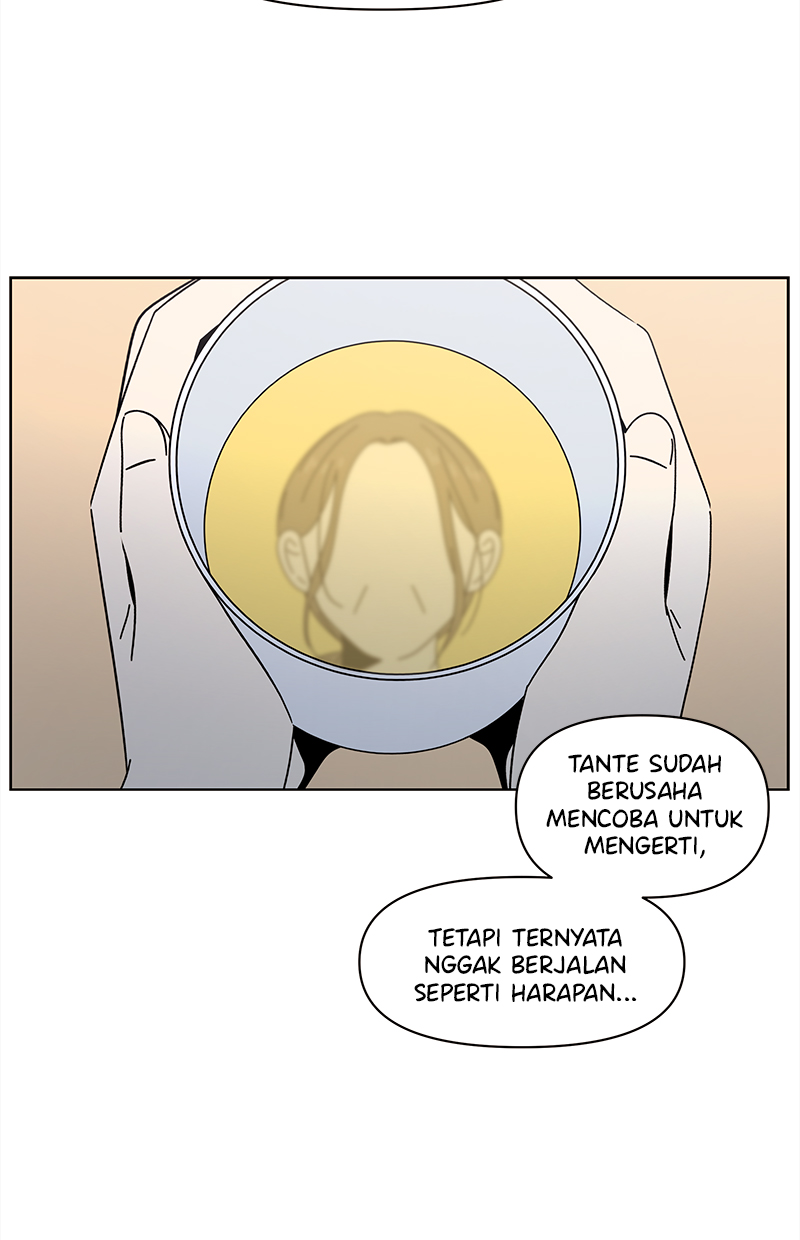 TANTE SUDAH
BERUSAHA
MENCOBA UNTUK
MENGERTI,
TETAPI TERNYATA
NGGAK BERJALAN
SEPERTI HARAPAN...